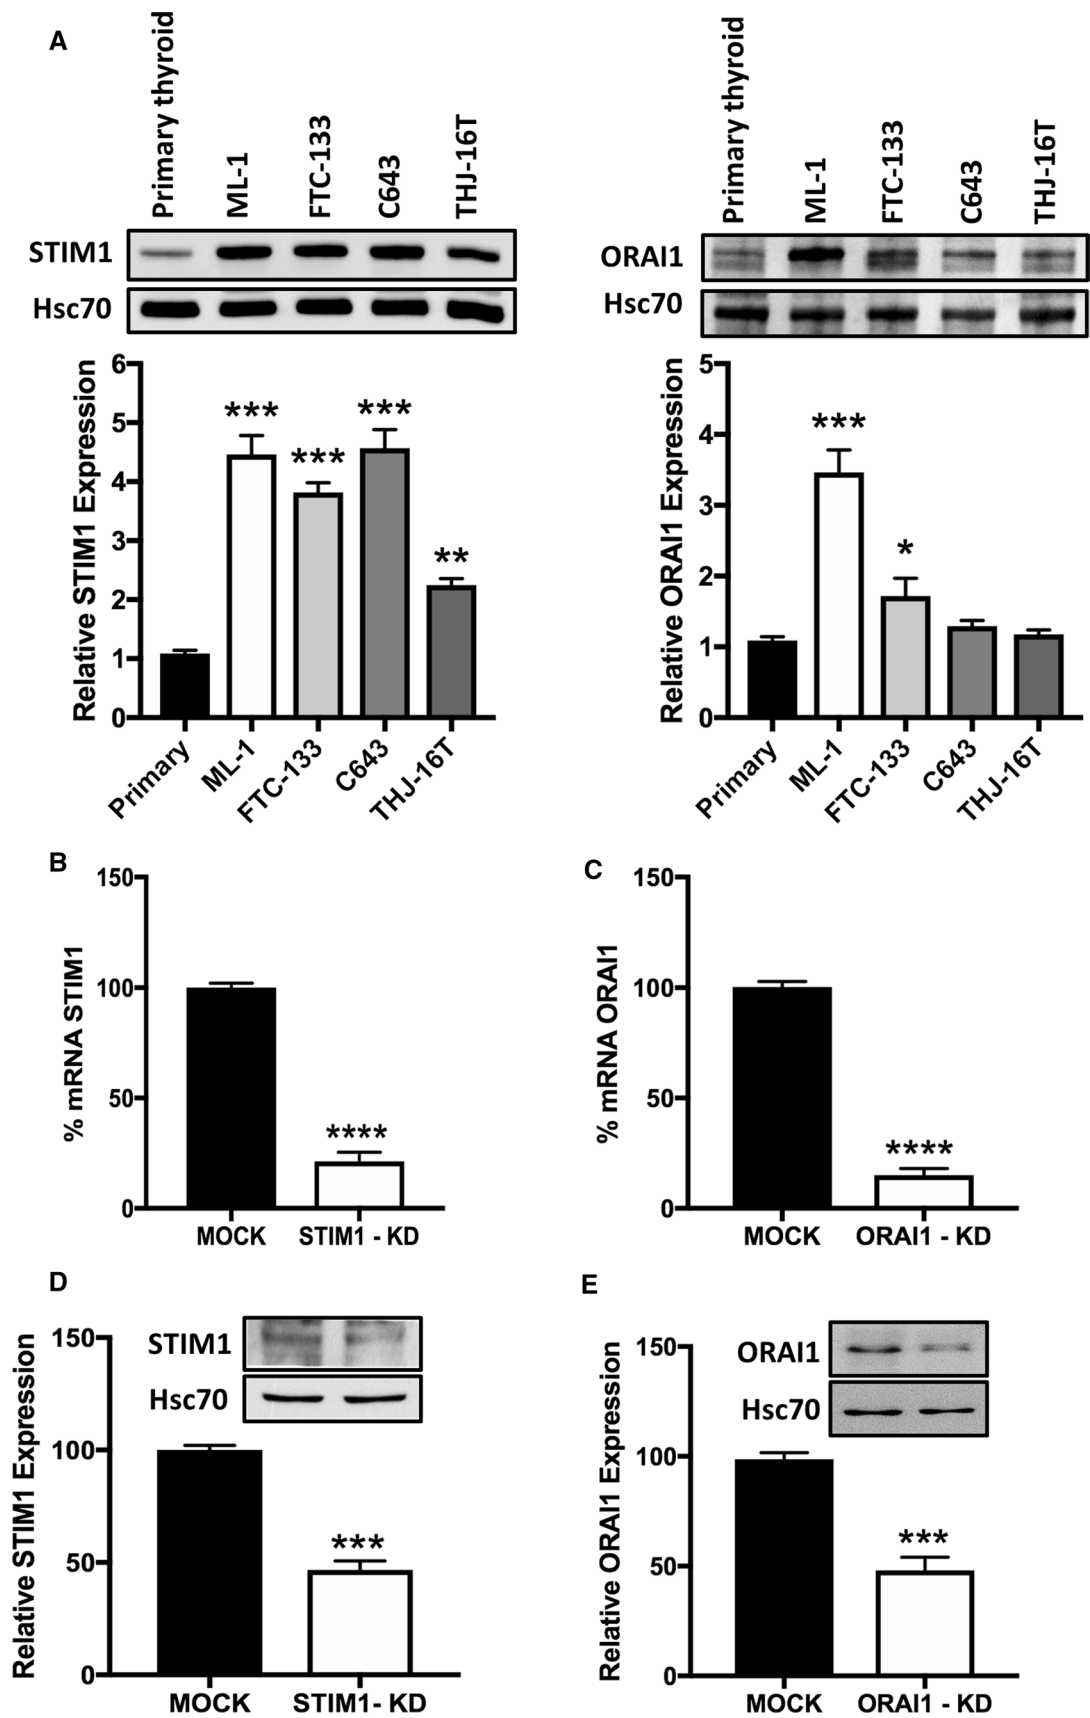 A
Primary thyroid
ML-1
FTC-133
C643
THJ-16T
STIM1
Hsc70
Relative STIM1 Expression
6
5
4
3
2
1
0
***
***
***
**
Primary
ML-1
FTC-133
C643
THJ-16T
Primary thyroid
ML-1
FTC-133
C643
THJ-16T
ORAI1
Hsc70
Relative ORAI1 Expression
5
4
3
2
1
0
***
*
Primary
ML-1
FTC-133
C643
THJ-16T
B
% mRNA STIM1
150
100
50
0
****
MOCK
STIM1 - KD
C
% mRNA ORAI1
150
100
50
0
****
MOCK
ORAI1 - KD
D
STIM1
Hsc70
Relative STIM1 Expression
150
100
50
0
***
MOCK
STIM1- KD
E
ORAI1
Hsc70
Relative ORAI1 Expression
150
100
50
0
***
MOCK
ORAI1 - KD